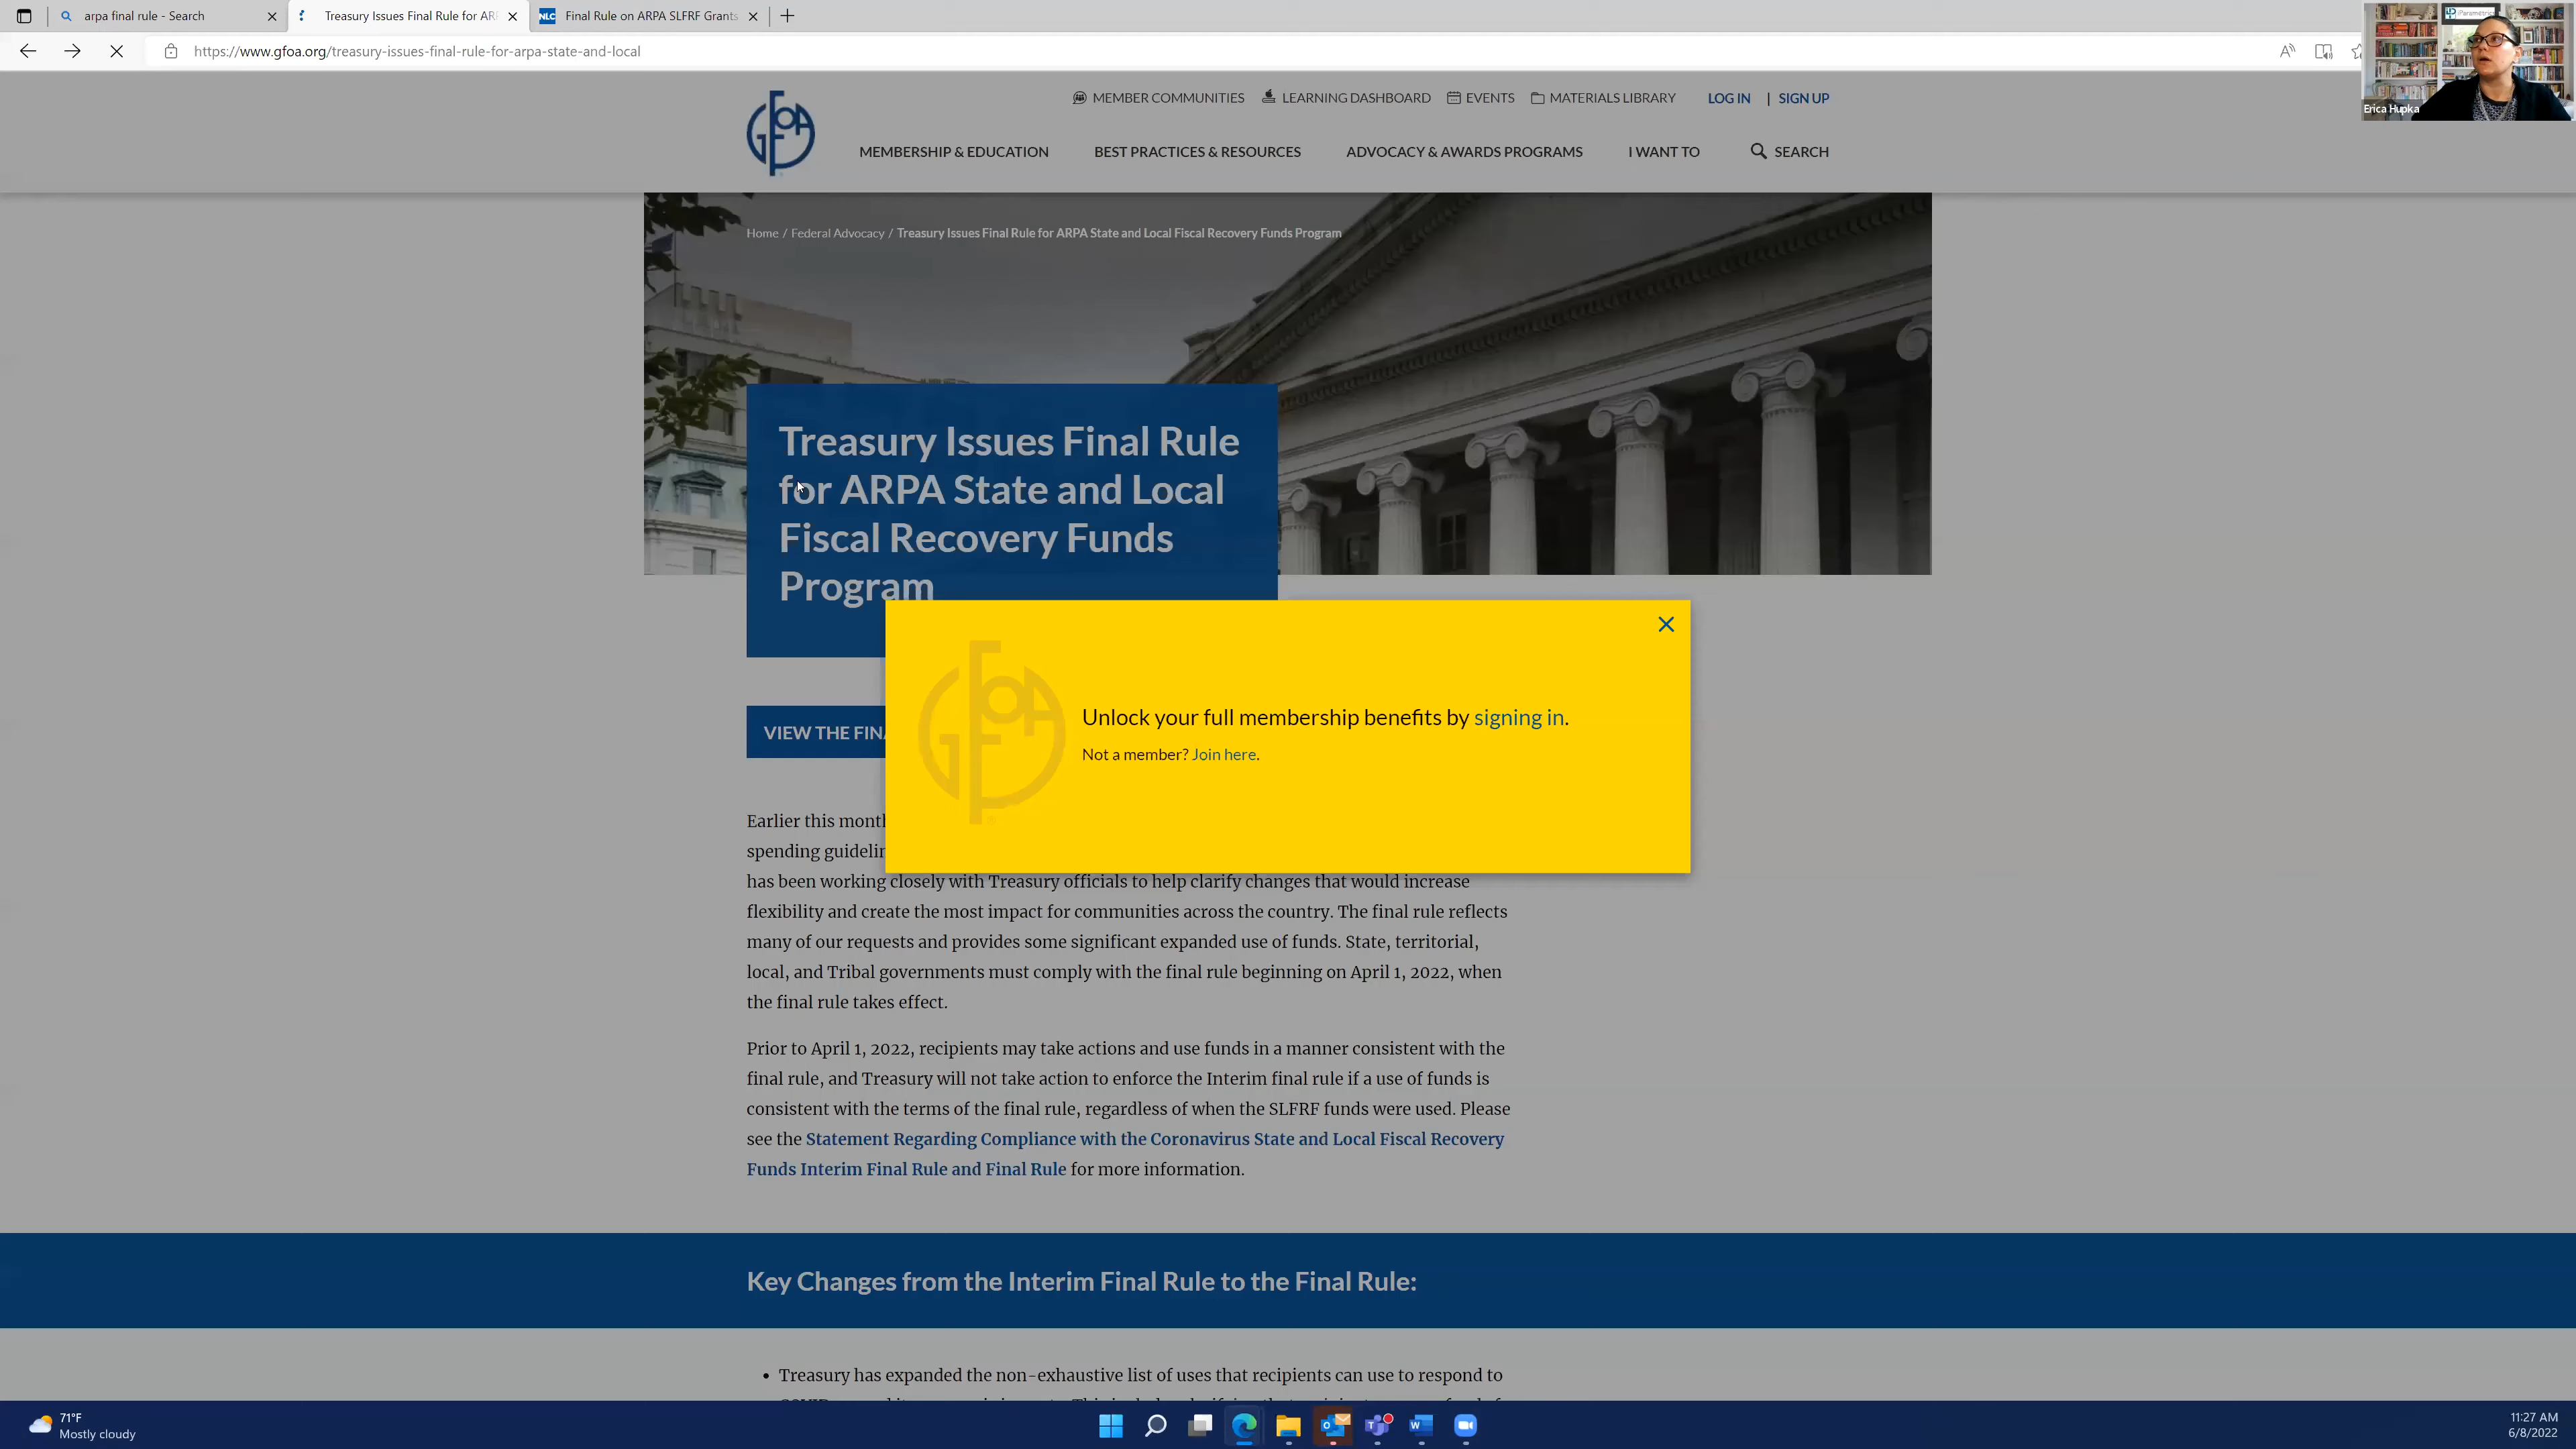 arpa final rule - Search
Treasury Issues Final Rule for AR
NLC Final Rule on ARPA SLFRF Grants
https://www.gfoa.org/treasury-issues-final-rule-for-arpa-state-and-local
Erica Hupka
MEMBER COMMUNITIES LEARNING DASHBOARD EVENTS MATERIALS LIBRARY LOG IN | SIGN UP
GFOA
MEMBERSHIP & EDUCATION BEST PRACTICES & RESOURCES ADVOCACY & AWARDS PROGRAMS I WANT TO SEARCH
Home / Federal Advocacy / Treasury Issues Final Rule for ARPA State and Local Fiscal Recovery Funds Program
Treasury Issues Final Rule
for ARPA State and Local
Fiscal Recovery Funds
Program
VIEW THE FIN
GFOA
Unlock your full membership benefits by signing in.
Not a member? Join here.
Earlier this month
spending guidelin
has been working closely with Treasury officials to help clarify changes that would increase
flexibility and create the most impact for communities across the country. The final rule reflects
many of our requests and provides some significant expanded use of funds. State, territorial,
local, and Tribal governments must comply with the final rule beginning on April 1, 2022, when
the final rule takes effect.
Prior to April 1, 2022, recipients may take actions and use funds in a manner consistent with the
final rule, and Treasury will not take action to enforce the Interim final rule if a use of funds is
consistent with the terms of the final rule, regardless of when the SLFRF funds were used. Please
see the Statement Regarding Compliance with the Coronavirus State and Local Fiscal Recovery
Funds Interim Final Rule and Final Rule for more information.
Key Changes from the Interim Final Rule to the Final Rule:
• Treasury has expanded the non-exhaustive list of uses that recipients can use to respond to
71°F
Mostly cloudy
11:27 AM
6/8/2022